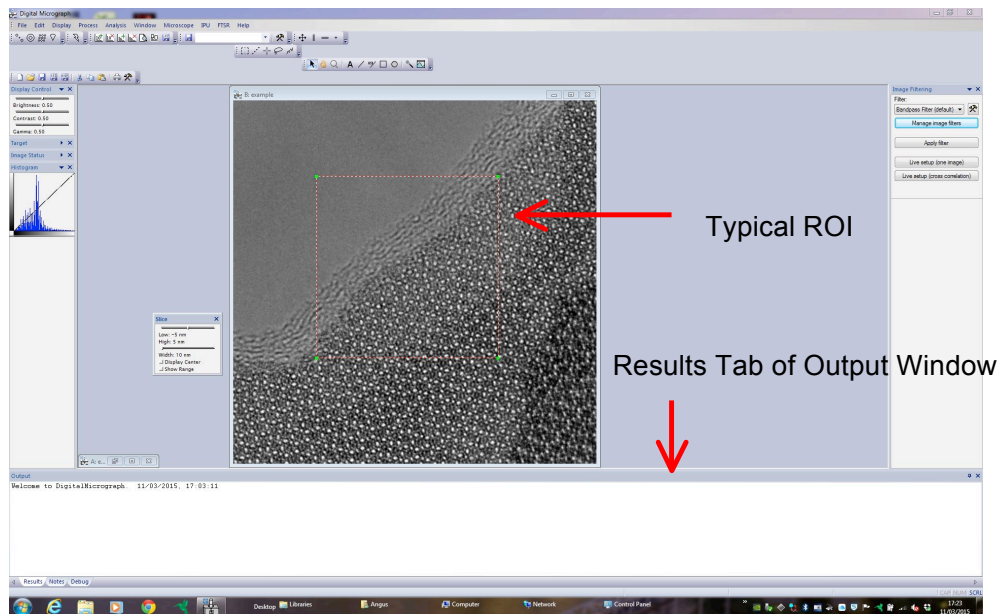 Digital Micrograph
File Edit Display Process Analysis Window Microscope IPU FTSR Help
Display Control
Brightness: 0.50
Contrast: 0.50
Gamma: 0.50
Target
Image Status
Histogram
B: example
Typical ROI
Image Filtering
Filter:
Bandpass Filter (default)
Manage image filters
Apply filter
Live setup (one image)
Live setup (cross correlation)
Slice
Low: -5 nm
High: 5 nm
Width: 10 nm
Display Center
Show Range
Results Tab of Output Window
A: e...
Output
Welcome to DigitalMicrograph. 11/03/2015, 17:03:11
Results Notes Debug
CAP NUM SCRL
Desktop Libraries Angus Computer Network Control Panel
17:23
11/03/2015